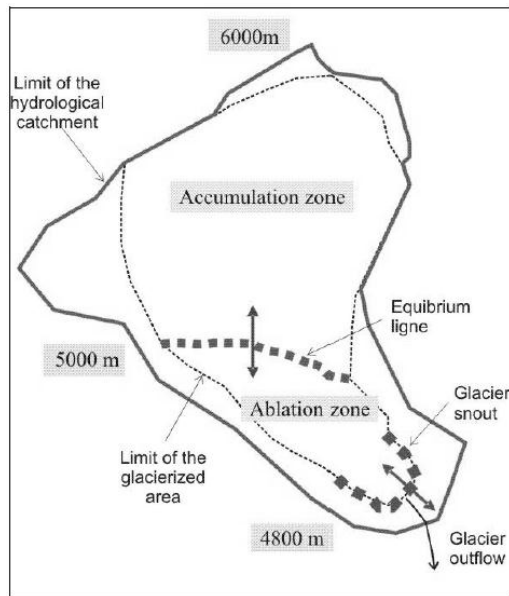 6000m
Limit of the
hydrological
catchment
Accumulation zone
Equibrium
ligne
5000 m
Glacier
snout
Ablation zone
Limit of the
glacierized
area
4800 m
Glacier
outflow